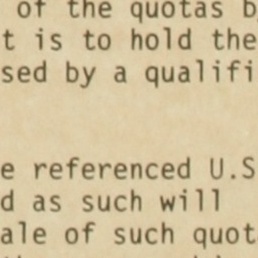 of the quotas b
t is to hold the
sed by a qualifi
e referenced U.S
d as such will
ale of such quot